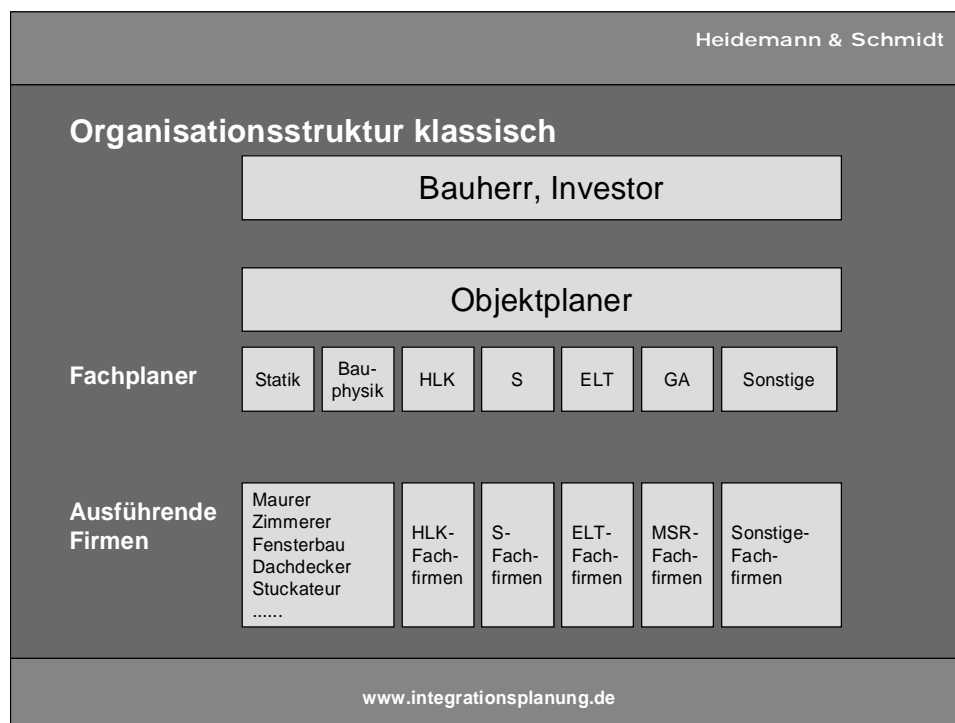 Heidemann & Schmidt
Organisationsstruktur klassisch
Bauherr, Investor
Objektplaner
Fachplaner
Statik
Bau-
physik
HLK
S
ELT
GA
Sonstige
Ausführende
Firmen
Maurer
Zimmerer
Fensterbau
Dachdecker
Stuckateur
......
HLK-
Fach-
firmen
S-
Fach-
firmen
ELT-
Fach-
firmen
MSR-
Fach-
firmen
Sonstige-
Fach-
firmen
www.integrationsplanung.de